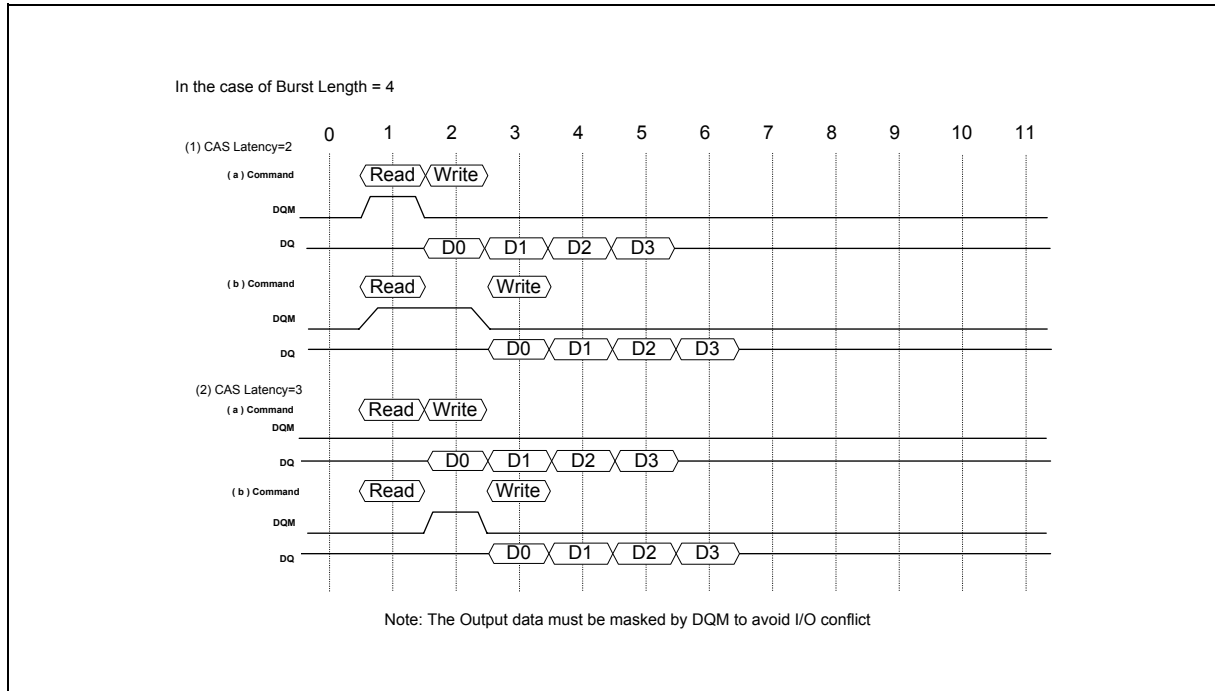 In the case of Burst Length = 4
0 1 2 3 4 5 6 7 8 9 10 11
(1) CAS Latency=2
( a ) Command Read Write
DQM
DQ D0 D1 D2 D3
( b ) Command Read Write
DQM
DQ D0 D1 D2 D3
(2) CAS Latency=3
( a ) Command Read Write
DQM
DQ D0 D1 D2 D3
( b ) Command Read Write
DQM
DQ D0 D1 D2 D3
Note: The Output data must be masked by DQM to avoid I/O conflict